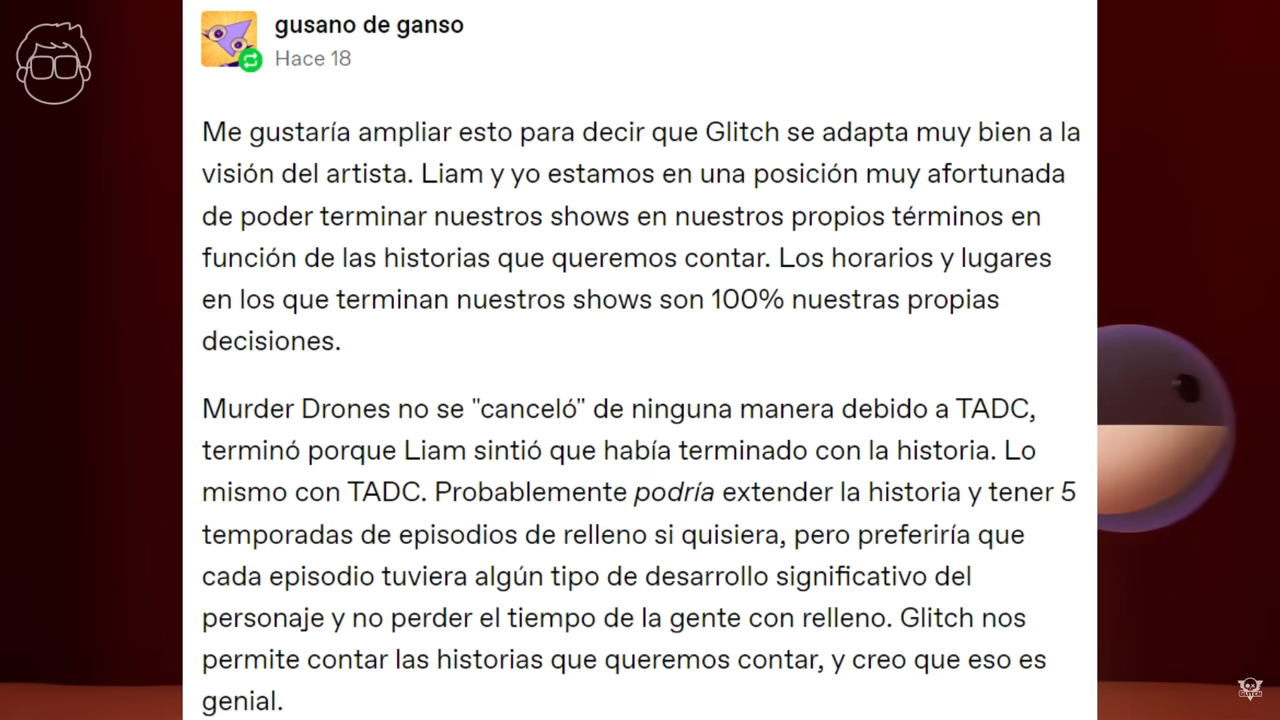 gusano de ganso
Hace 18
Me gustaría ampliar esto para decir que Glitch se adapta muy bien a la
visión del artista. Liam y yo estamos en una posición muy afortunada
de poder terminar nuestros shows en nuestros propios términos en
función de las historias que queremos contar. Los horarios y lugares
en los que terminan nuestros shows son 100% nuestras propias
decisiones.
Murder Drones no se "canceló" de ninguna manera debido a TADC,
terminó porque Liam sintió que había terminado con la historia. Lo
mismo con TADC. Probablemente podría extender la historia y tener 5
temporadas de episodios de relleno si quisiera, pero preferiría que
cada episodio tuviera algún tipo de desarrollo significativo del
personaje y no perder el tiempo de la gente con relleno. Glitch nos
permite contar las historias que queremos contar, y creo que eso es
genial.
GLITCH